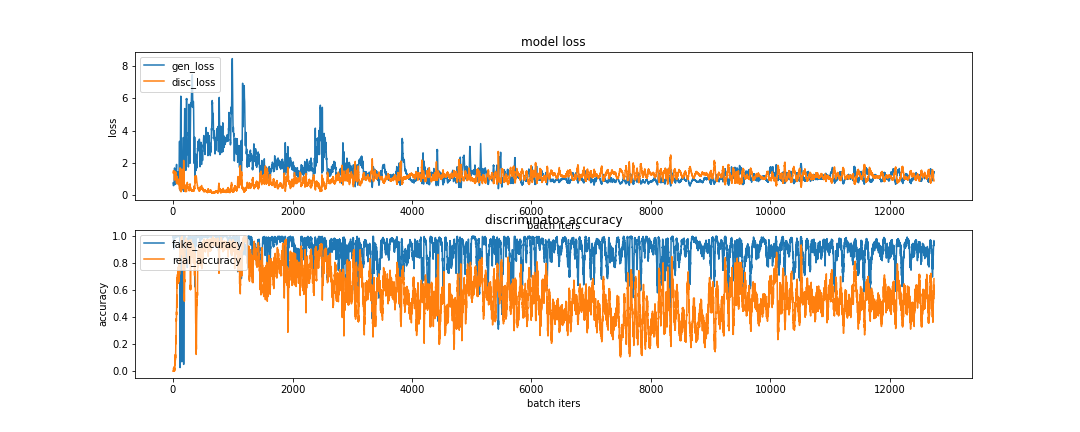 model loss
8
6
4
2
0
loss
gen_loss
disc_loss
0 2000 4000 6000 8000 10000 12000
batch iters
discriminator accuracy
1.0
0.8
0.6
0.4
0.2
0.0
accuracy
fake_accuracy
real_accuracy
0 2000 4000 6000 8000 10000 12000
batch iters